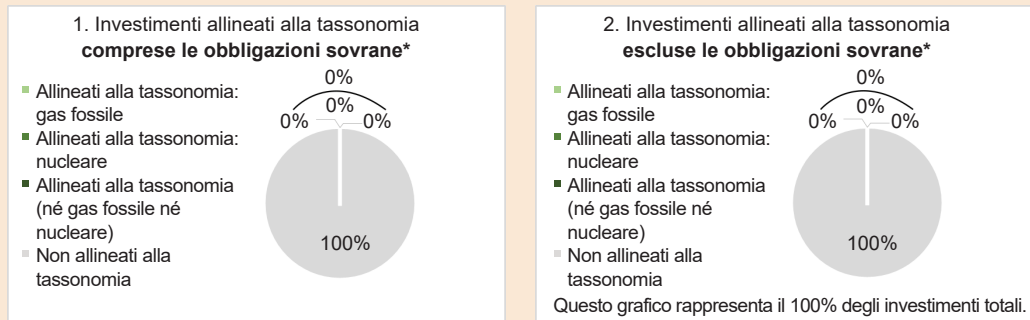 1. Investimenti allineati alla tassonomia
comprese le obbligazioni sovrane*
Allineati alla tassonomia:
gas fossile
Allineati alla tassonomia:
nucleare
Allineati alla tassonomia
(né gas fossile né
nucleare)
Non allineati alla
tassonomia
0%
0%
0%
0%
100%
2. Investimenti allineati alla tassonomia
escluse le obbligazioni sovrane*
Allineati alla tassonomia:
gas fossile
Allineati alla tassonomia:
nucleare
Allineati alla tassonomia
(né gas fossile né
nucleare)
Non allineati alla
tassonomia
0%
0%
0%
0%
100%
Questo grafico rappresenta il 100% degli investimenti totali.